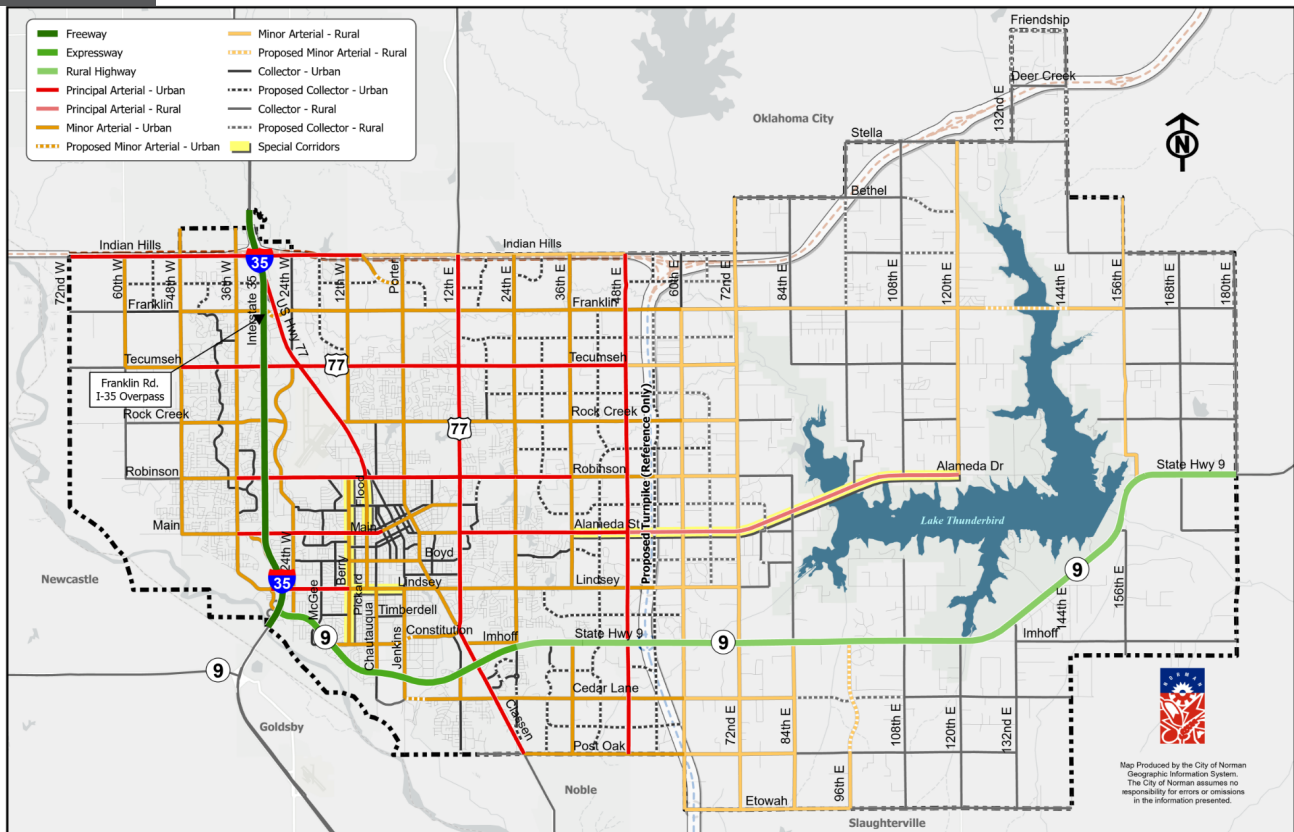 Freeway
Expressway
Rural Highway
Principal Arterial - Urban
Principal Arterial - Rural
Minor Arterial - Urban
Proposed Minor Arterial - Urban
Minor Arterial - Rural
Proposed Minor Arterial - Rural
Collector - Urban
Proposed Collector - Urban
Collector - Rural
Proposed Collector - Rural
Special Corridors
Friendship
Deer Creek
132nd E
Oklahoma City
Stella
N
Bethel
Indian Hills
Indian Hills
35
72nd W
60th W
48th W
36th W
Interstate 35
24th W
US Hwy 77
12th W
Porter
12th E
24th E
36th E
48th E
60th E
72nd E
84th E
108th E
120th E
144th E
156th E
168th E
180th E
Franklin
Franklin
Tecumseh
77
Tecumseh
Franklin Rd.
I-35 Overpass
Rock Creek
77
Rock Creek
Proposed Turnpike (Reference Only)
Robinson
Flood
Robinson
Alameda Dr
State Hwy 9
Main
Main
Alameda St
Lake Thunderbird
24th W
Boyd
Newcastle
35
McGee
Berry
Pickard
Lindsey
Lindsey
9
144th E
156th E
Timberdell
Chautauqua
Jenkins
Constitution
Imhoff
State Hwy 9
9
9
Imhoff
9
Cedar Lane
Classen
72nd E
84th E
108th E
120th E
132nd E
NORMAN
Goldsby
Post Oak
96th E
Noble
Etowah
Slaughterville
Map Produced by the City of Norman
Geographic Information System.
The City of Norman assumes no
responsibility for errors or omissions
in the information presented.